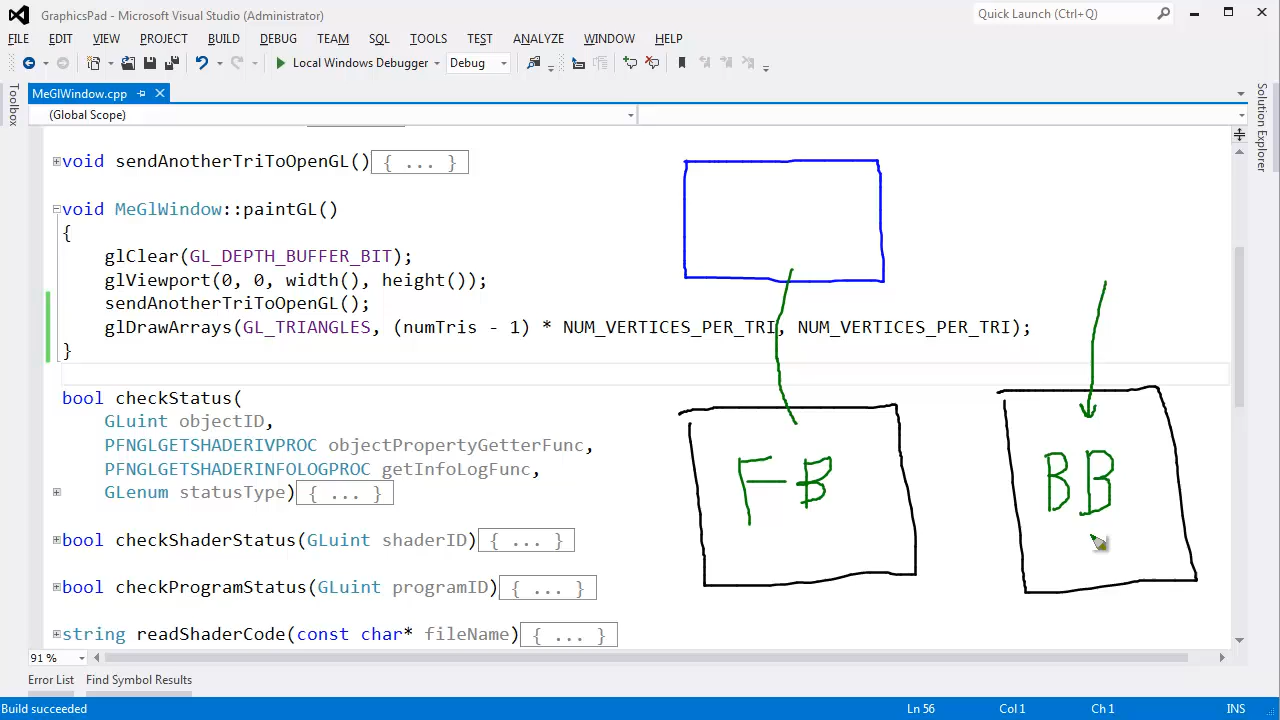 GraphicsPad - Microsoft Visual Studio (Administrator)
Quick Launch (Ctrl+Q)
FILE EDIT VIEW PROJECT BUILD DEBUG TEAM SQL TOOLS TEST ANALYZE WINDOW HELP
Local Windows Debugger Debug
Toolbox
MeGlWindow.cpp
Solution Explorer
(Global Scope)
void sendAnotherTriToOpenGL(){ ... }
void MeGlWindow::paintGL()
{
glClear(GL_DEPTH_BUFFER_BIT);
glViewport(0, 0, width(), height());
sendAnotherTriToOpenGL();
glDrawArrays(GL_TRIANGLES, (numTris - 1) * NUM_VERTICES_PER_TRI, NUM_VERTICES_PER_TRI);
}
bool checkStatus(
GLuint objectID,
PFNGLGETSHADERIVPROC objectPropertyGetterFunc,
PFNGLGETSHADERINFOLOGPROC getInfoLogFunc,
GLenum statusType){ ... }
bool checkShaderStatus(GLuint shaderID){ ... }
bool checkProgramStatus(GLuint programID){ ... }
string readShaderCode(const char* fileName){ ... }
FB
BB
91 %
Error List Find Symbol Results
Build succeeded Ln 56 Col 1 Ch 1 INS